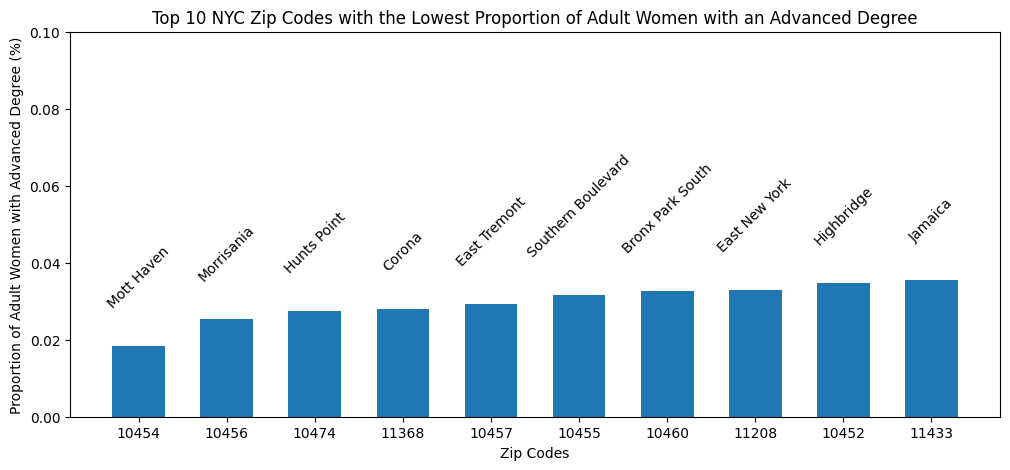 Top 10 NYC Zip Codes with the Lowest Proportion of Adult Women with an Advanced Degree
Proportion of Adult Women with Advanced Degree (%)
0.10
0.08
0.06
0.04
0.02
0.00
Mott Haven
Morrisania
Hunts Point
Corona
East Tremont
Southern Boulevard
Bronx Park South
East New York
Highbridge
Jamaica
10454
10456
10474
11368
10457
10455
10460
11208
10452
11433
Zip Codes